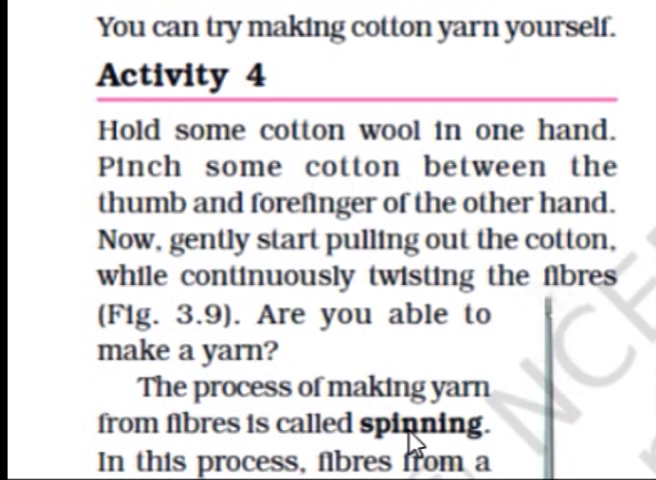 You can try making cotton yarn yourself.
Activity 4
Hold some cotton wool in one hand.
Pinch some cotton between the
thumb and forefinger of the other hand.
Now, gently start pulling out the cotton,
while continuously twisting the fibres
(Fig. 3.9). Are you able to
make a yarn?
The process of making yarn
from fibres is called spinning.
In this process, fibres from a
NCE